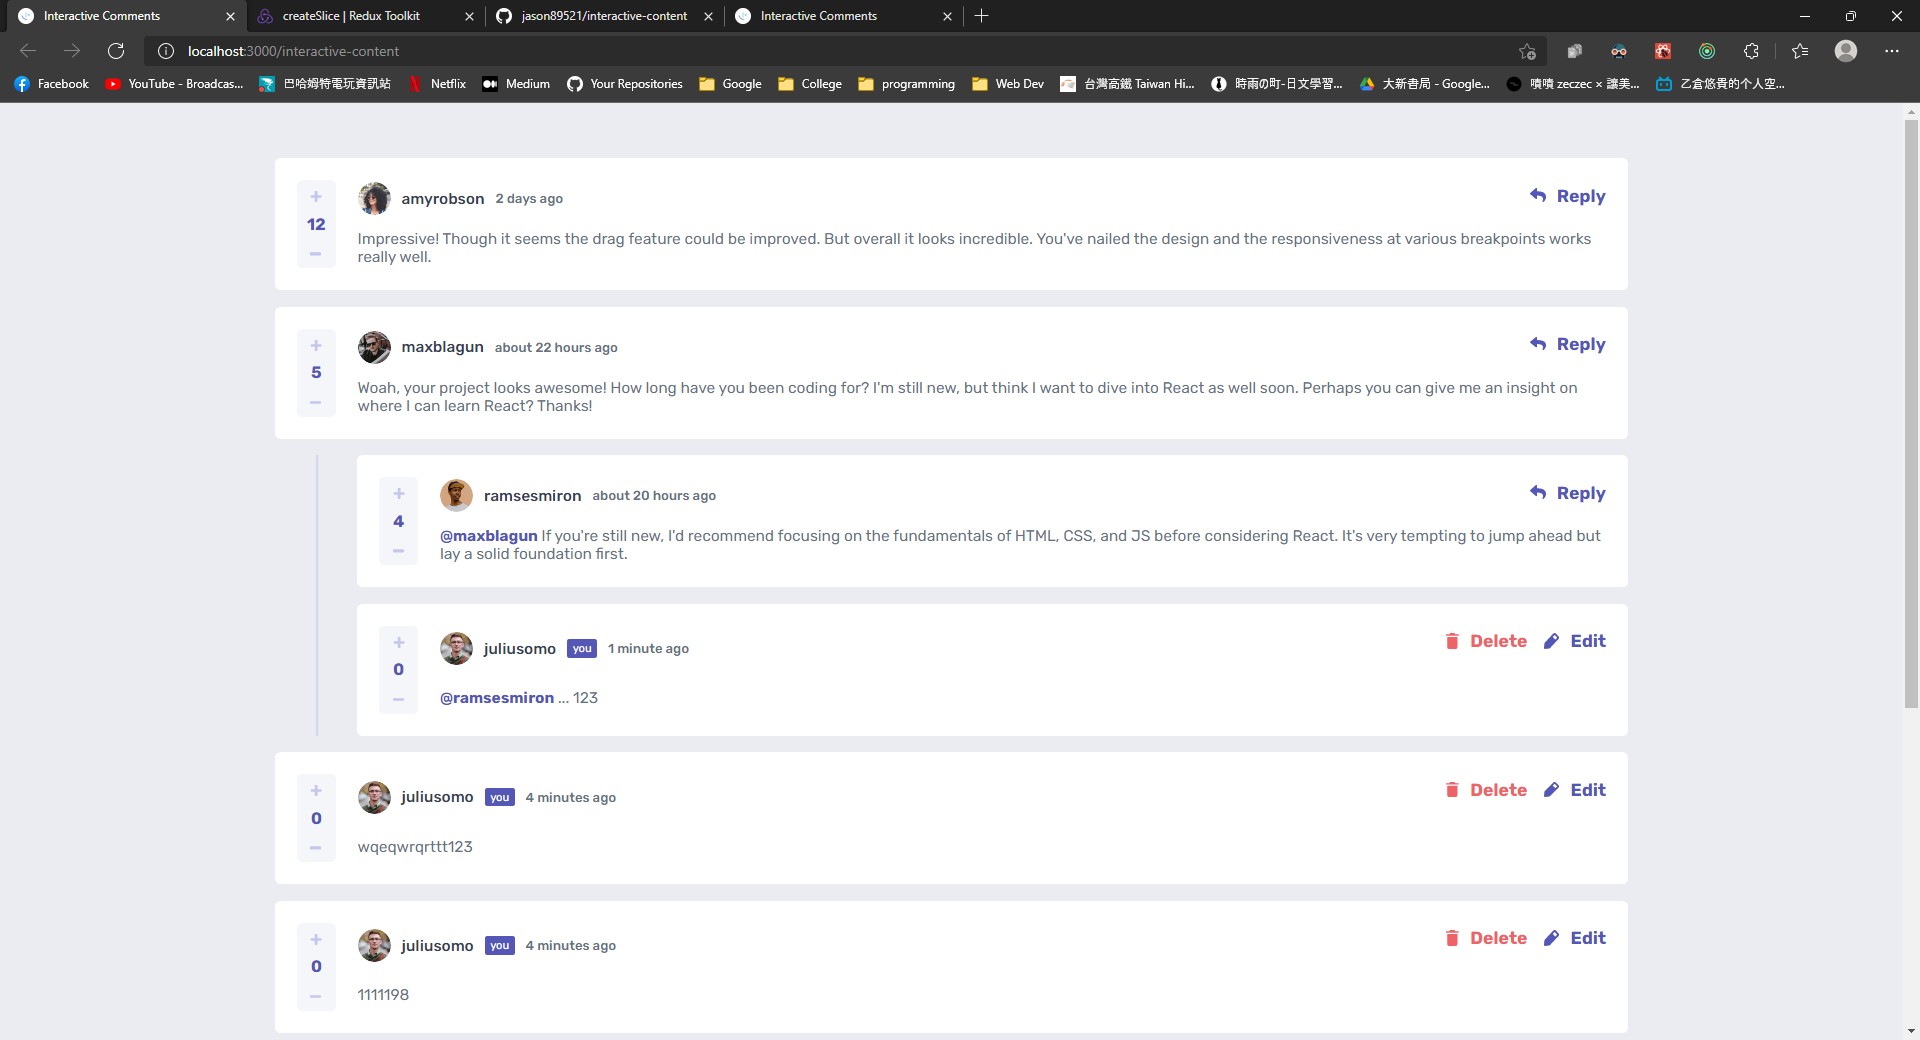 Interactive Comments
createSlice | Redux Toolkit
jason89521/interactive-content
Interactive Comments
localhost:3000/interactive-content
Facebook
YouTube - Broadcas...
巴哈姆特電玩資訊站
Netflix
Medium
Your Repositories
Google
College
programming
Web Dev
台灣高鐵 Taiwan Hi...
時雨の町-日文學習...
大新書局 - Google...
嘖嘖 zeczec × 讓美...
乙倉悠貴的个人空...
+
12
−
amyrobson 2 days ago
Reply
Impressive! Though it seems the drag feature could be improved. But overall it looks incredible. You've nailed the design and the responsiveness at various breakpoints works
really well.
+
5
−
maxblagun about 22 hours ago
Reply
Woah, your project looks awesome! How long have you been coding for? I'm still new, but think I want to dive into React as well soon. Perhaps you can give me an insight on
where I can learn React? Thanks!
+
4
−
ramsesmiron about 20 hours ago
Reply
@maxblagun If you're still new, I'd recommend focusing on the fundamentals of HTML, CSS, and JS before considering React. It's very tempting to jump ahead but
lay a solid foundation first.
+
0
−
juliusomo you 1 minute ago
Delete Edit
@ramsesmiron ... 123
+
0
−
juliusomo you 4 minutes ago
Delete Edit
wqeqwrqrttt123
+
0
−
juliusomo you 4 minutes ago
Delete Edit
1111198